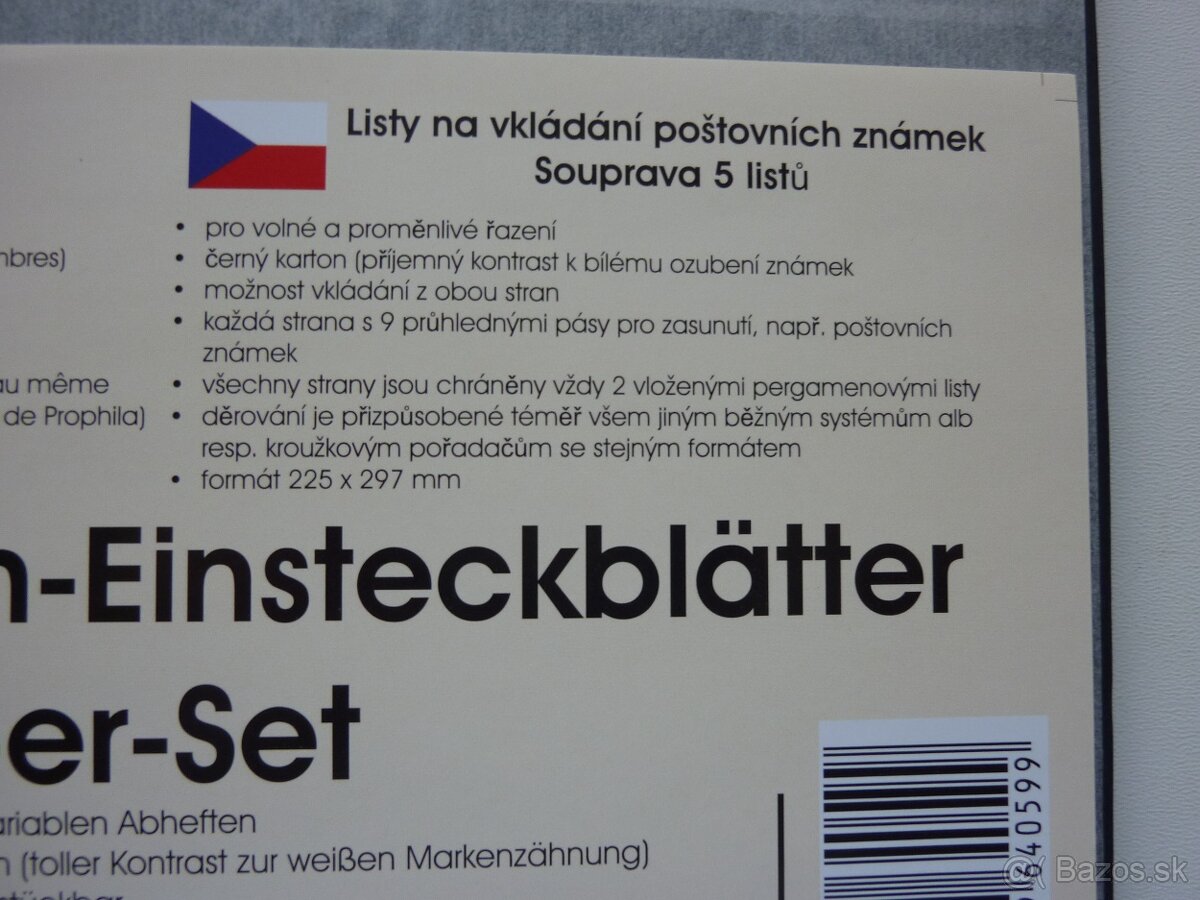 Listy na vkládání poštovních známek
Souprava 5 listů
• pro volné a proměnlivé řazení
• černý karton (příjemný kontrast k bílému ozubení známek
• možnost vkládání z obou stran
• každá strana s 9 průhlednými pásy pro zasunutí, např. poštovních
známek
• všechny strany jsou chráněny vždy 2 vloženými pergamenovými listy
• děrování je přizpůsobené téměř všem jiným běžným systémům alb
resp. kroužkovým pořadačům se stejným formátem
• formát 225 x 297 mm
mbres)
au même
de Prophila)
n-Einsteckblätter
er-Set
ariablen Abheften
n (toller Kontrast zur weißen Markenzähnung)
640599
Bazos.sk